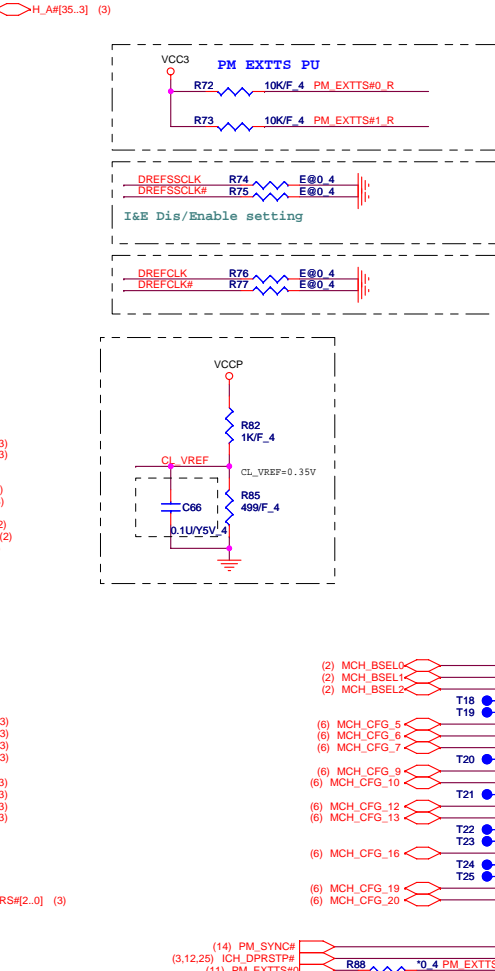 H_A#[35..3] (3)
VCC3
PM EXTTS PU
R72 10K/F_4 PM_EXTTS#0_R
R73 10K/F_4 PM_EXTTS#1_R
DREFSSCLK R74 E@0_4
DREFSSCLK# R75 E@0_4
I&E Dis/Enable setting
DREFCLK R76 E@0_4
DREFCLK# R77 E@0_4
VCCP
R82
1K/F_4
CL_VREF
CL_VREF=0.35V
R85
499/F_4
C66
0.1U/Y5V_4
(2) MCH_BSEL0
(2) MCH_BSEL1
(2) MCH_BSEL2
T18
T19
(6) MCH_CFG_5
(6) MCH_CFG_6
(6) MCH_CFG_7
T20
(6) MCH_CFG_9
(6) MCH_CFG_10
T21
(6) MCH_CFG_12
(6) MCH_CFG_13
T22
T23
(6) MCH_CFG_16
T24
T25
(6) MCH_CFG_19
(6) MCH_CFG_20
RS#[2..0] (3)
(14) PM_SYNC#
(3,12,25) ICH_DPRSTP#
(11) PM_EXTTS#0 R88 *0_4 PM_EXTTS